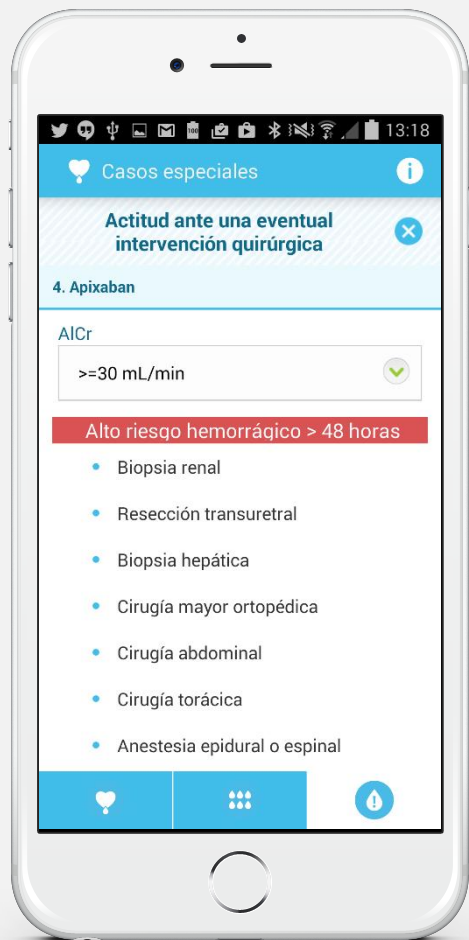 100
13:18
Casos especiales
i
Actitud ante una eventual
intervención quirúrgica
4. Apixaban
AlCr
>=30 mL/min
Alto riesgo hemorrágico > 48 horas
Biopsia renal
Resección transuretral
Biopsia hepática
Cirugía mayor ortopédica
Cirugía abdominal
Cirugía torácica
Anestesia epidural o espinal